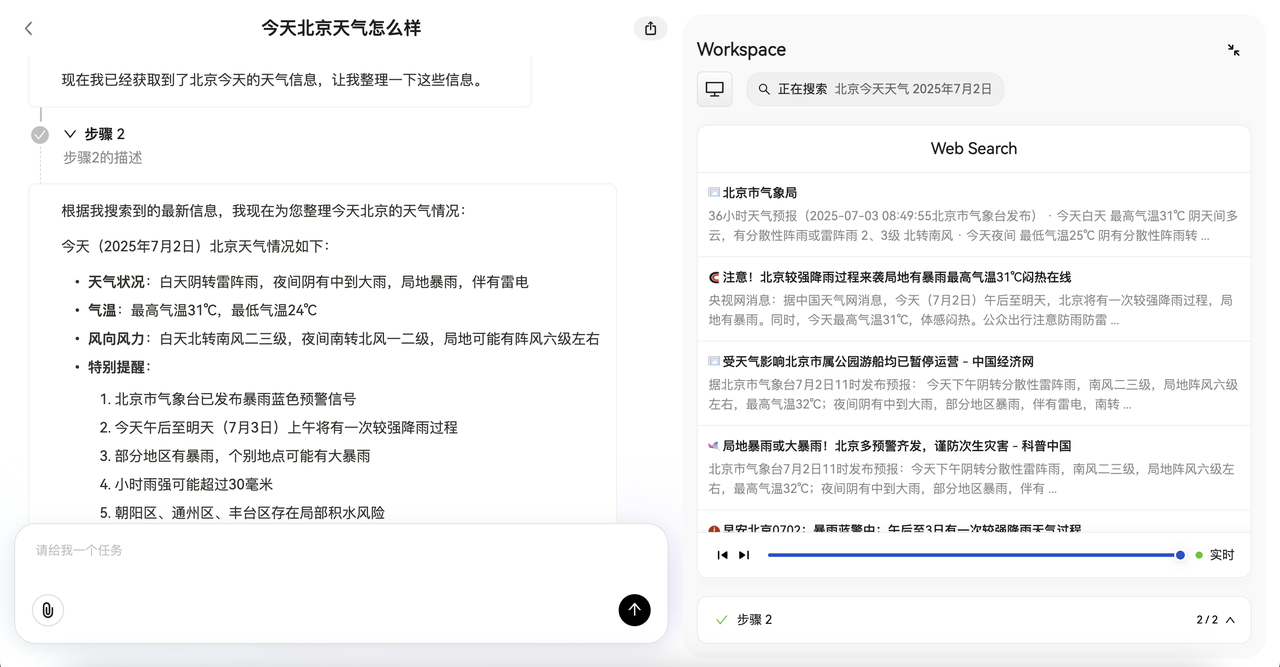 今天北京天气怎么样
现在我已经获取到了北京今天的天气信息，让我整理一下这些信息。
步骤 2
步骤2的描述
根据我搜索到的最新信息，我现在为您整理今天北京的天气情况：
今天（2025年7月2日）北京天气情况如下：
• 天气状况：白天阴转雷阵雨，夜间阴有中到大雨，局地暴雨，伴有雷电
• 气温：最高气温31℃，最低气温24℃
• 风向风力：白天北转南风二三级，夜间南转北风一二级，局地可能有阵风六级左右
• 特别提醒：
1. 北京市气象台已发布暴雨蓝色预警信号
2. 今天午后至明天（7月3日）上午将有一次较强降雨过程
3. 部分地区有暴雨，个别地点可能有大暴雨
4. 小时雨强可能超过30毫米
5. 朝阳区、通州区、丰台区存在局部积水风险
请给我一个任务
Workspace
正在搜索 北京今天天气 2025年7月2日
Web Search
北京市气象局
36小时天气预报（2025-07-03 08:49:55北京市气象台发布） · 今天白天 最高气温31℃ 阴天间多
云，有分散性阵雨或雷阵雨 2、3级 北转南风 · 今天夜间 最低气温25℃ 阴有分散性阵雨转 ...
注意！北京较强降雨过程来袭局地有暴雨最高气温31℃闷热在线
央视网消息：据中国天气网消息，今天（7月2日）午后至明天，北京将有一次较强降雨过程，局
地有暴雨。同时，今天最高气温31℃，体感闷热。公众出行注意防雨防雷 ...
受天气影响北京市属公园游船均已暂停运营 - 中国经济网
据北京市气象台7月2日11时发布预报： 今天下午阴转分散性雷阵雨，南风二三级，局地阵风六级
左右，最高气温32℃；夜间阴有中到大雨，部分地区暴雨，伴有雷电，南转 ...
局地暴雨或大暴雨！北京多预警齐发，谨防次生灾害 - 科普中国
北京市气象台7月2日11时发布预报：今天下午阴转分散性雷阵雨，南风二三级，局地阵风六级左
右，最高气温32℃；夜间阴有中到大雨，部分地区暴雨，伴有 ...
早安北京0702：暴雨蓝警中；午后至3日有一次较强降雨天气过程
实时
步骤 2
2 / 2